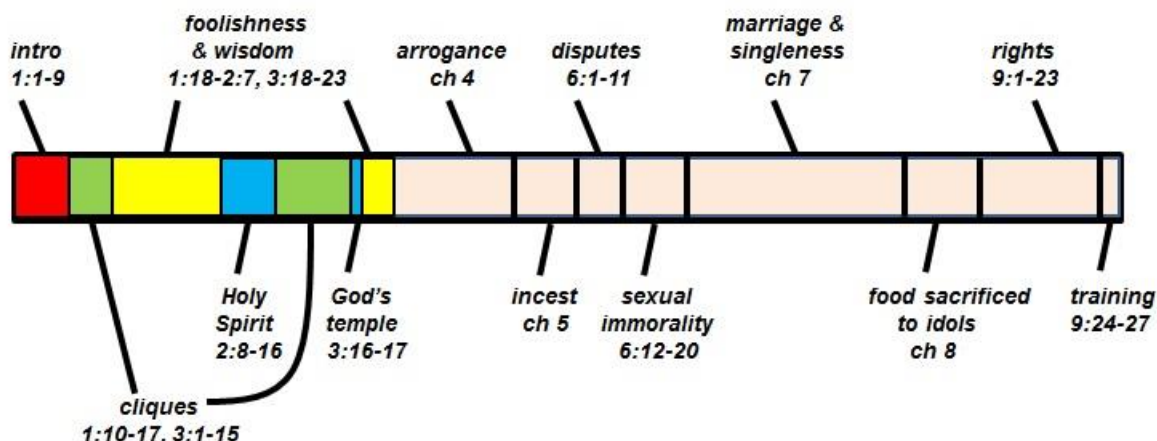 intro
1:1-9
foolishness
& wisdom
1:18-2:7, 3:18-23
arrogance
ch 4
disputes
6:1-11
marriage &
singleness
ch 7
rights
9:1-23
Holy
Spirit
2:8-16
God's
temple
3:16-17
incest
ch 5
sexual
immorality
6:12-20
food sacrificed
to idols
ch 8
training
9:24-27
cliques
1:10-17, 3:1-15